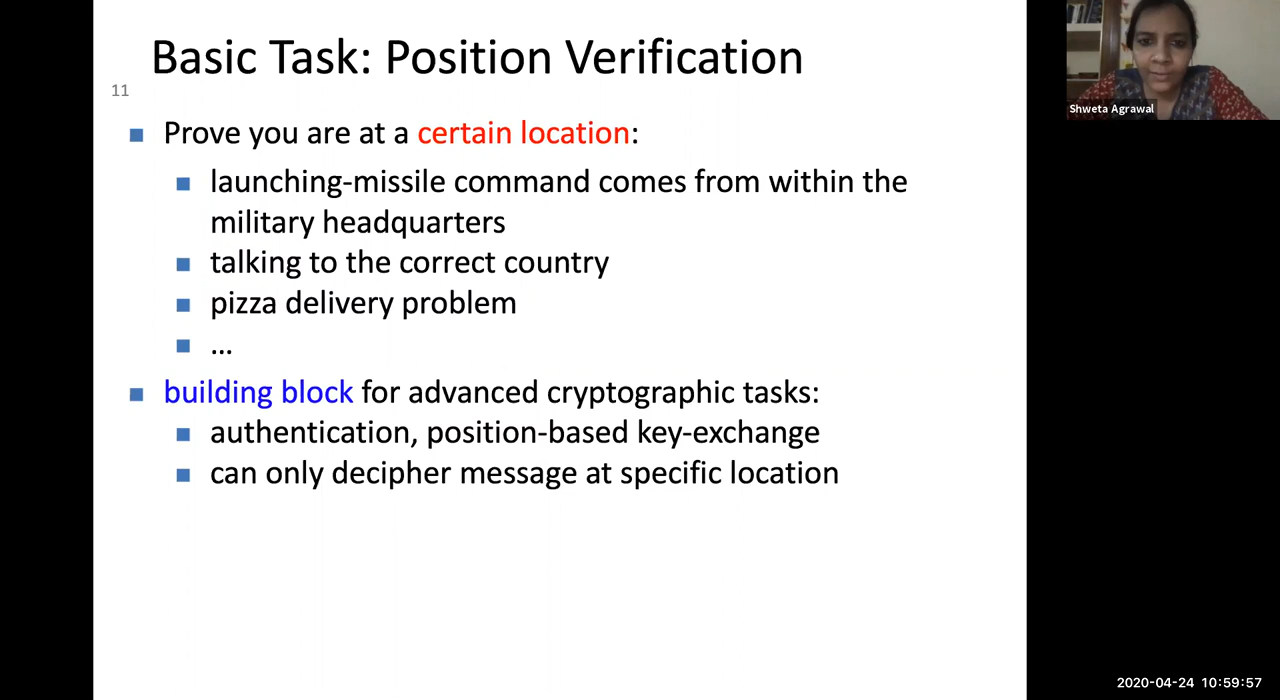 Basic Task: Position Verification
11
Prove you are at a certain location:
launching-missile command comes from within the
military headquarters
talking to the correct country
pizza delivery problem
...
building block for advanced cryptographic tasks:
authentication, position-based key-exchange
can only decipher message at specific location
Shweta Agrawal
2020-04-24 10:59:57